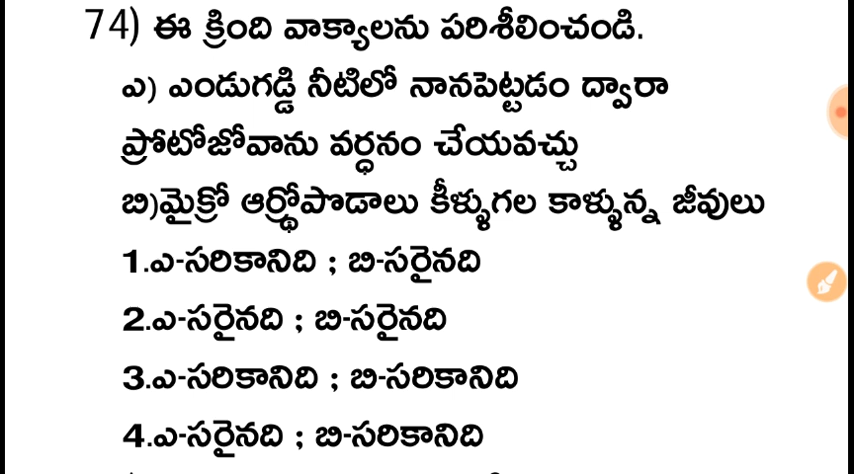 74) ఈ క్రింది వాక్యాలను పరిశీలించండి.
ఎ) ఎండుగడ్డి నీటిలో నానపెట్టడం ద్వారా
ప్రోటోజోవాను వర్ధనం చేయవచ్చు
బి)మైక్రో ఆర్థ్రోపొడాలు కీళ్ళుగల కాళ్ళున్న జీవులు
1.ఎ-సరికానిది ; బి-సరైనది
2.ఎ-సరైనది ; బి-సరైనది
3.ఎ-సరికానిది ; బి-సరికానిది
4.ఎ-సరైనది ; బి-సరికానిది